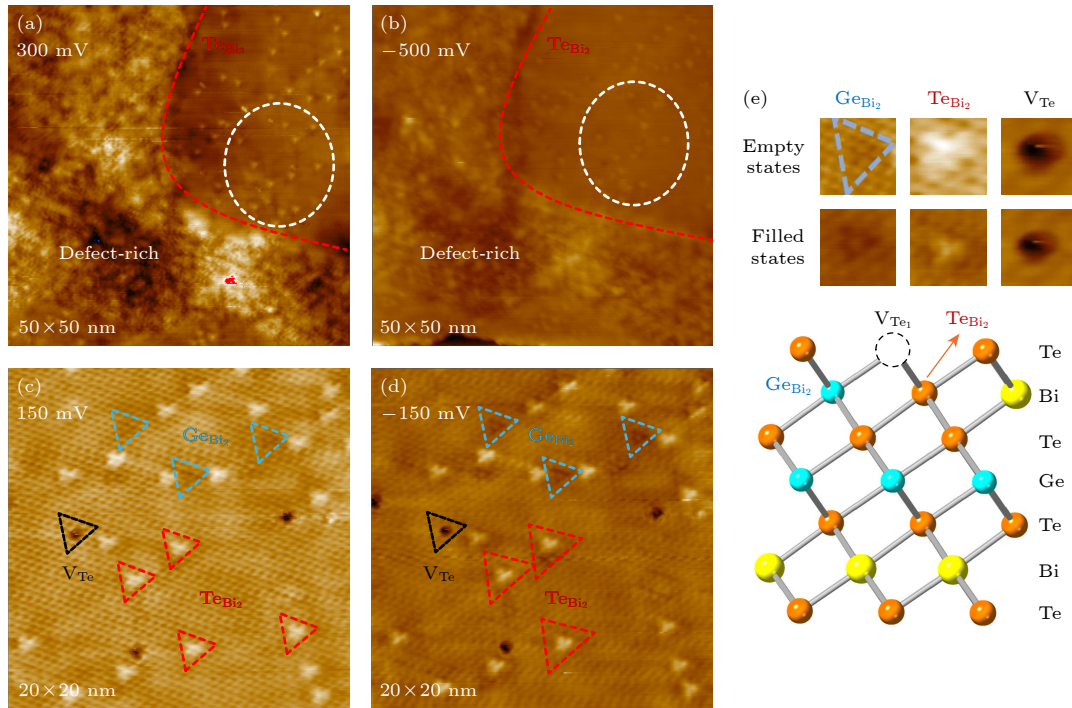 (a)
300 mV
Te_Bi₂
Defect-rich
50×50 nm
(b)
−500 mV
Te_Bi₂
Defect-rich
50×50 nm
(c)
150 mV
Ge_Bi₂
V_Te
Te_Bi₂
20×20 nm
(d)
−150 mV
Ge_Bi₂
V_Te
Te_Bi₂
20×20 nm
(e)
Ge_Bi₂
Te_Bi₂
V_Te
Empty
states
Filled
states
V_Te₁
Te_Bi₂
Ge_Bi₂
Te
Bi
Te
Ge
Te
Bi
Te